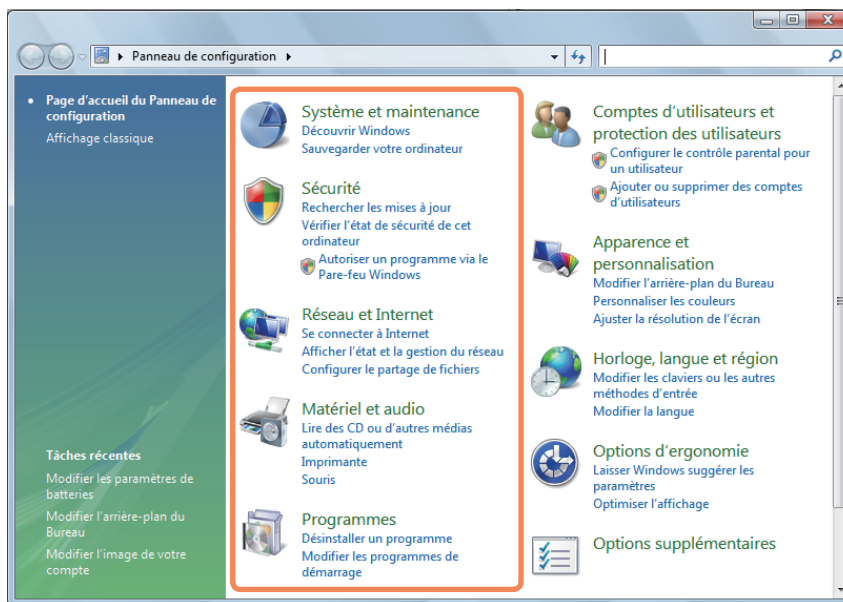 Panneau de configuration
Page d'accueil du Panneau de
configuration
Affichage classique
Tâches récentes
Modifier les paramètres de
batteries
Modifier l'arrière-plan du
Bureau
Modifier l'image de votre
compte
Système et maintenance
Découvrir Windows
Sauvegarder votre ordinateur
Sécurité
Rechercher les mises à jour
Vérifier l'état de sécurité de cet
ordinateur
Autoriser un programme via le
Pare-feu Windows
Réseau et Internet
Se connecter à Internet
Afficher l'état et la gestion du réseau
Configurer le partage de fichiers
Matériel et audio
Lire des CD ou d'autres médias
automatiquement
Imprimante
Souris
Programmes
Désinstaller un programme
Modifier les programmes de
démarrage
Comptes d'utilisateurs et
protection des utilisateurs
Configurer le contrôle parental pour
un utilisateur
Ajouter ou supprimer des comptes
d'utilisateurs
Apparence et
personnalisation
Modifier l'arrière-plan du Bureau
Personnaliser les couleurs
Ajuster la résolution de l'écran
Horloge, langue et région
Modifier les claviers ou les autres
méthodes d'entrée
Modifier la langue
Options d'ergonomie
Laisser Windows suggérer les
paramètres
Optimiser l'affichage
Options supplémentaires